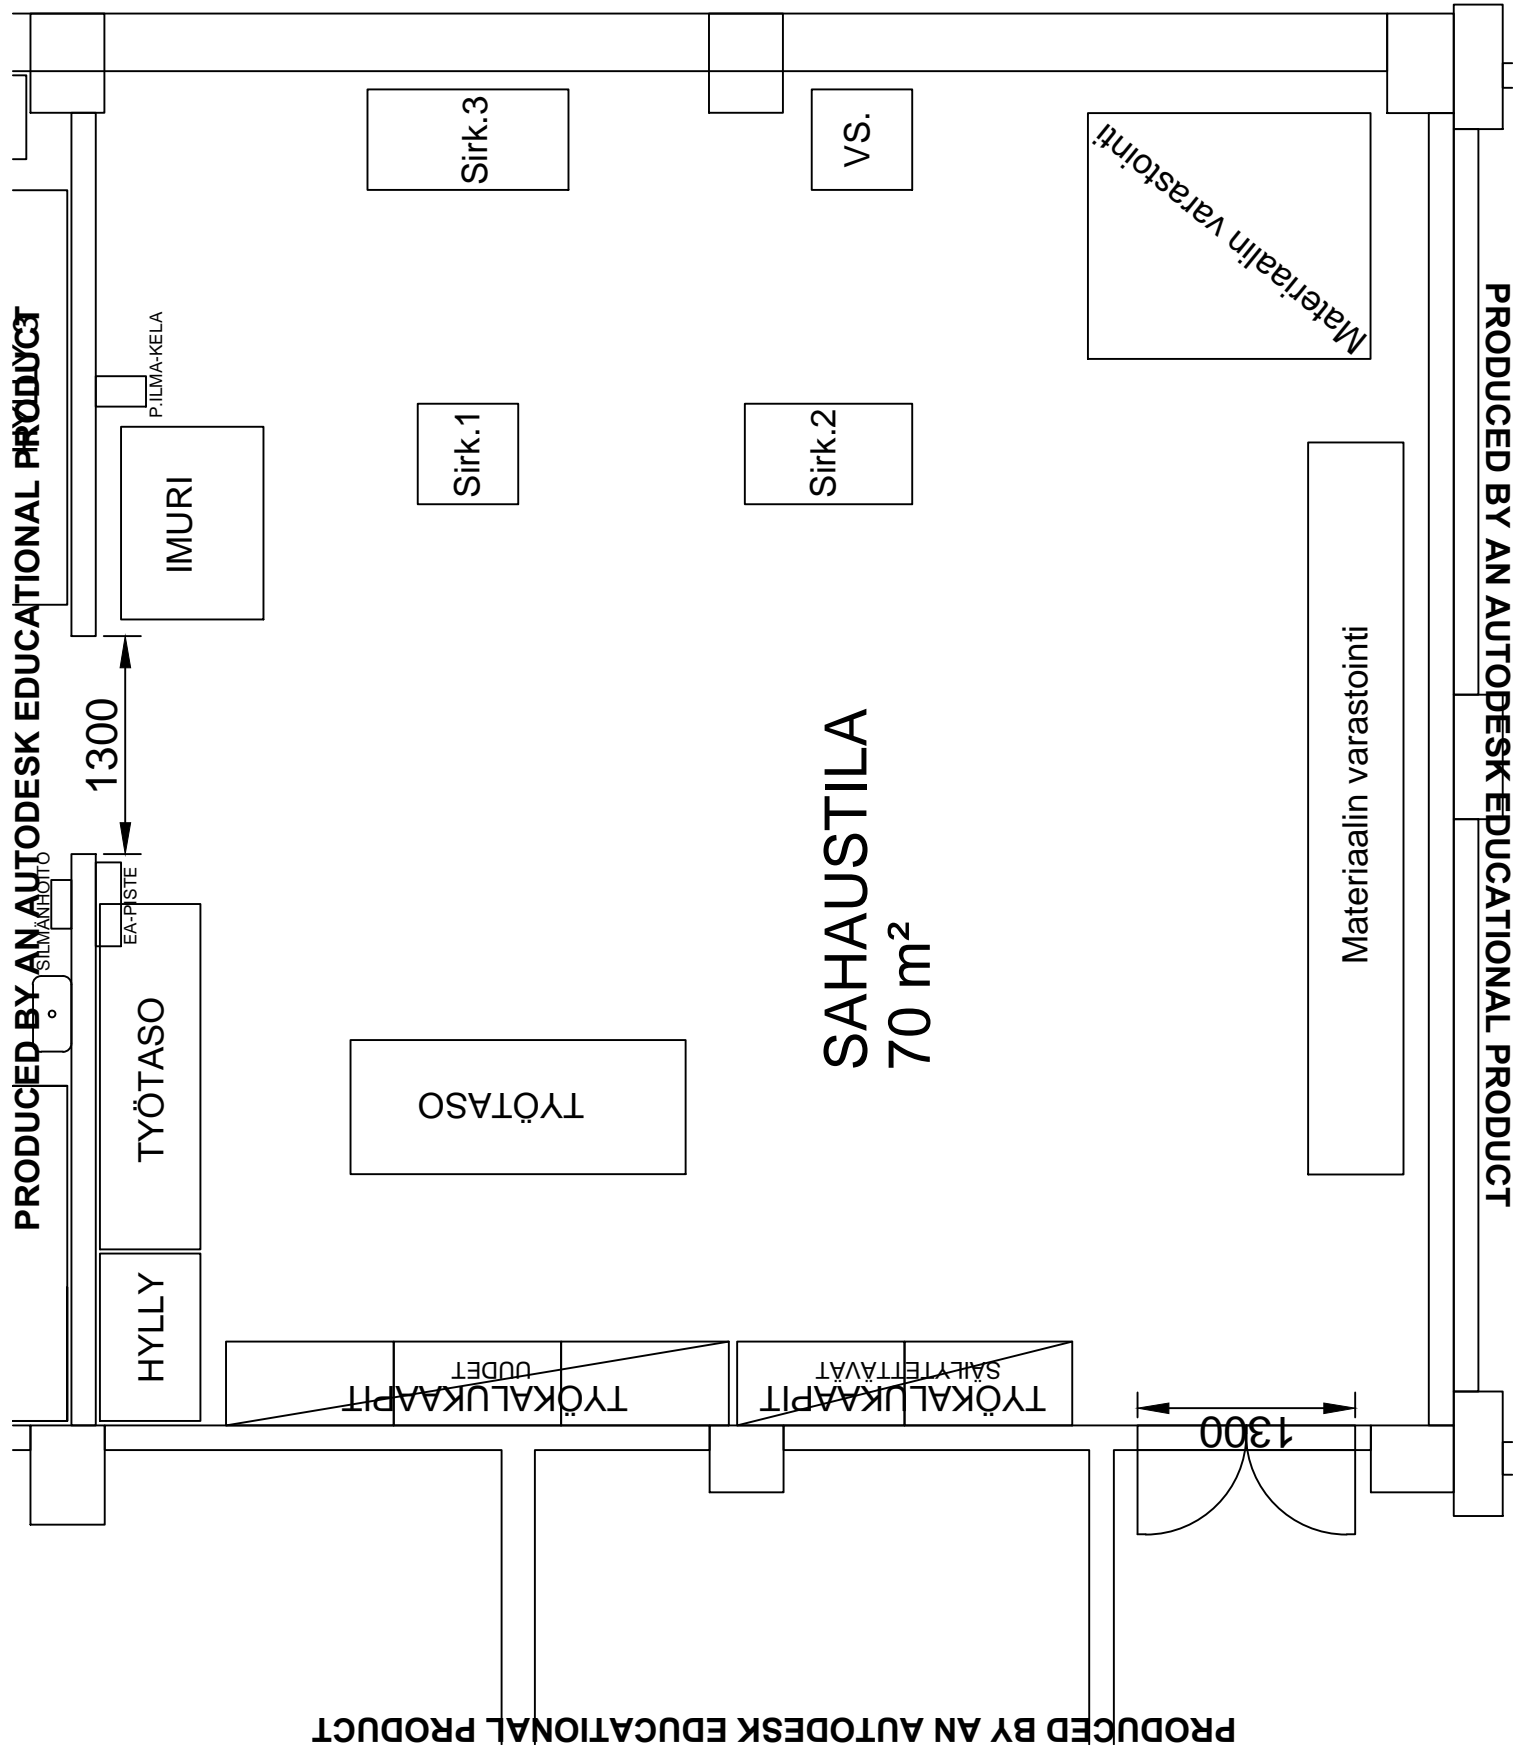 Sirk.3
VS.
Materiaalin varastointi
P.ILMA-KELA
Sirk.1
Sirk.2
IMURI
1300
SILMÄNHOITO
EA-PISTE
TYÖTASO
HYLLY
TYÖTASO
SAHAUSTILA
70 m²
Materiaalin varastointi
UUDET
TYÖKALUKAAPIT
SÄILYTETTÄVÄT
TYÖKALUKAAPIT
1300
PRODUCED BY AN AUTODESK EDUCATIONAL PRODUCT
PRODUCED BY AN AUTODESK EDUCATIONAL PRODUCT
PRODUCED BY AN AUTODESK EDUCATIONAL PRODUCT